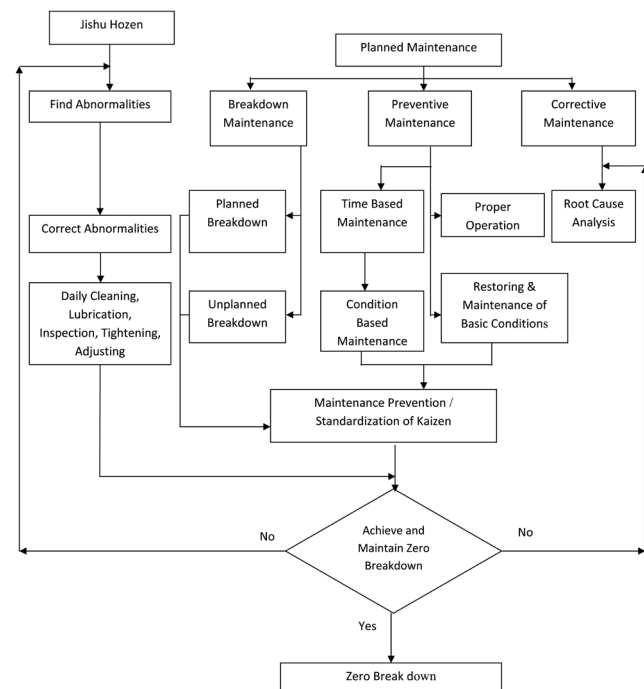 Jishu Hozen
Planned Maintenance
Find Abnormalities
Breakdown
Maintenance
Preventive
Maintenance
Corrective
Maintenance
Correct Abnormalities
Planned
Breakdown
Time Based
Maintenance
Proper
Operation
Root Cause
Analysis
Daily Cleaning,
Lubrication,
Inspection, Tightening,
Adjusting
Unplanned
Breakdown
Condition
Based
Maintenance
Restoring &
Maintenance of
Basic Conditions
Maintenance Prevention /
Standardization of Kaizen
No
Achieve and
Maintain Zero
Breakdown
No
Yes
Zero Break down